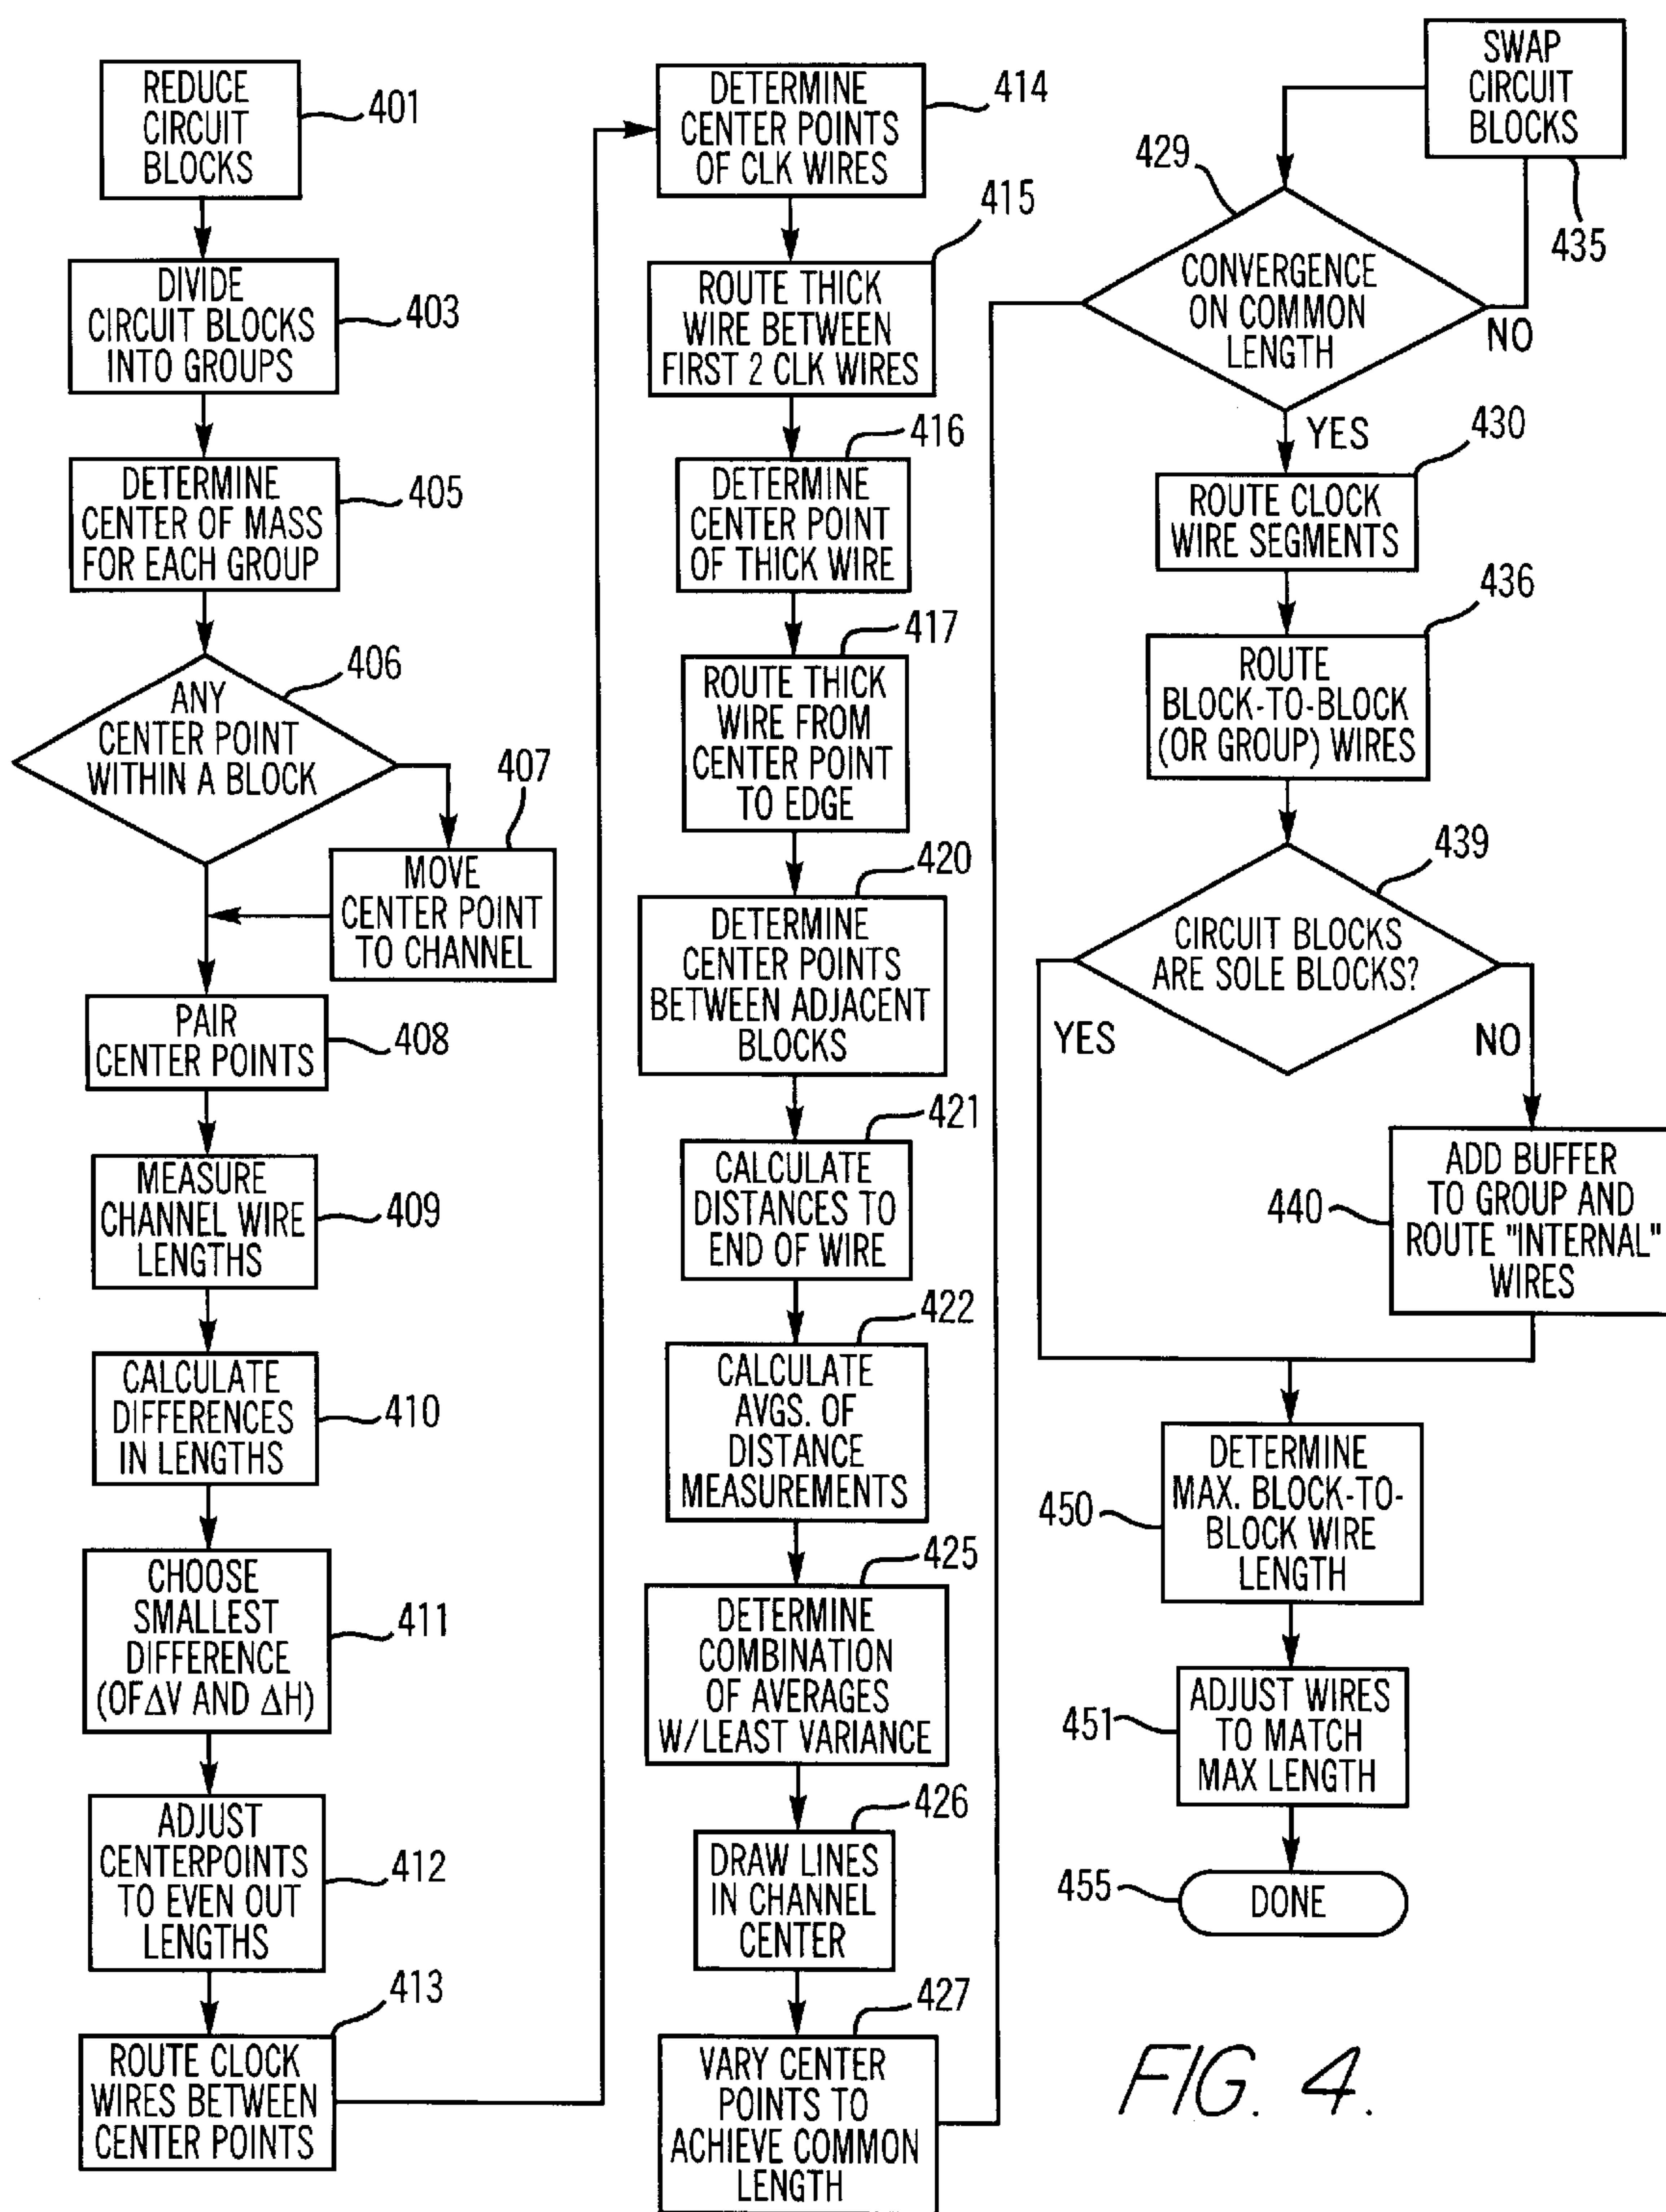 REDUCE
CIRCUIT
BLOCKS
401
DIVIDE
CIRCUIT BLOCKS
INTO GROUPS
403
DETERMINE
CENTER OF MASS
FOR EACH GROUP
405
ANY
CENTER POINT
WITHIN A BLOCK
406
407
MOVE
CENTER POINT
TO CHANNEL
PAIR
CENTER POINTS
408
MEASURE
CHANNEL WIRE
LENGTHS
409
CALCULATE
DIFFERENCES
IN LENGTHS
410
CHOOSE
SMALLEST
DIFFERENCE
(OF ΔV AND ΔH)
411
ADJUST
CENTERPOINTS
TO EVEN OUT
LENGTHS
412
413
ROUTE CLOCK
WIRES BETWEEN
CENTER POINTS
DETERMINE
CENTER POINTS
OF CLK WIRES
414
415
ROUTE THICK
WIRE BETWEEN
FIRST 2 CLK WIRES
416
DETERMINE
CENTER POINT
OF THICK WIRE
417
ROUTE THICK
WIRE FROM
CENTER POINT
TO EDGE
420
DETERMINE
CENTER POINTS
BETWEEN ADJACENT
BLOCKS
421
CALCULATE
DISTANCES TO
END OF WIRE
422
CALCULATE
AVGS. OF
DISTANCE
MEASUREMENTS
425
DETERMINE
COMBINATION
OF AVERAGES
W/LEAST VARIANCE
426
DRAW LINES
IN CHANNEL
CENTER
427
VARY CENTER
POINTS TO
ACHIEVE COMMON
LENGTH
SWAP
CIRCUIT
BLOCKS
435
429
CONVERGENCE
ON COMMON
LENGTH
NO
YES
430
ROUTE CLOCK
WIRE SEGMENTS
436
ROUTE
BLOCK-TO-BLOCK
(OR GROUP) WIRES
439
CIRCUIT BLOCKS
ARE SOLE BLOCKS?
YES
NO
440
ADD BUFFER
TO GROUP AND
ROUTE "INTERNAL"
WIRES
450
DETERMINE
MAX. BLOCK-TO-
BLOCK WIRE
LENGTH
451
ADJUST WIRES
TO MATCH
MAX LENGTH
455
DONE
FIG. 4.